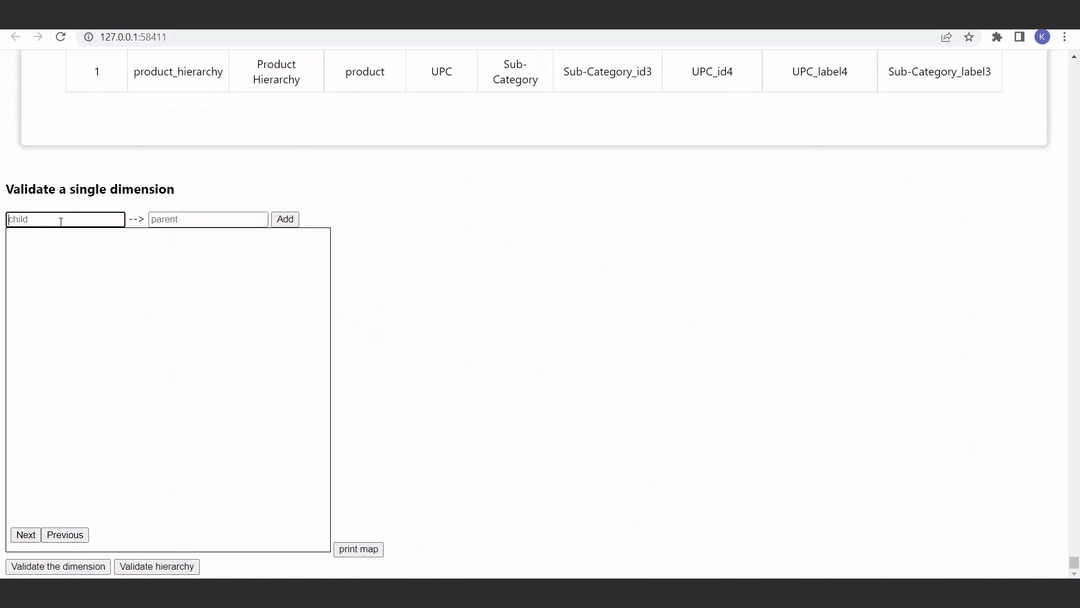 127.0.0.1:58411
K
1 product_hierarchy Product Hierarchy product UPC Sub-Category Sub-Category_id3 UPC_id4 UPC_label4 Sub-Category_label3
Validate a single dimension
child --> parent Add
Next Previous
print map
Validate the dimension Validate hierarchy